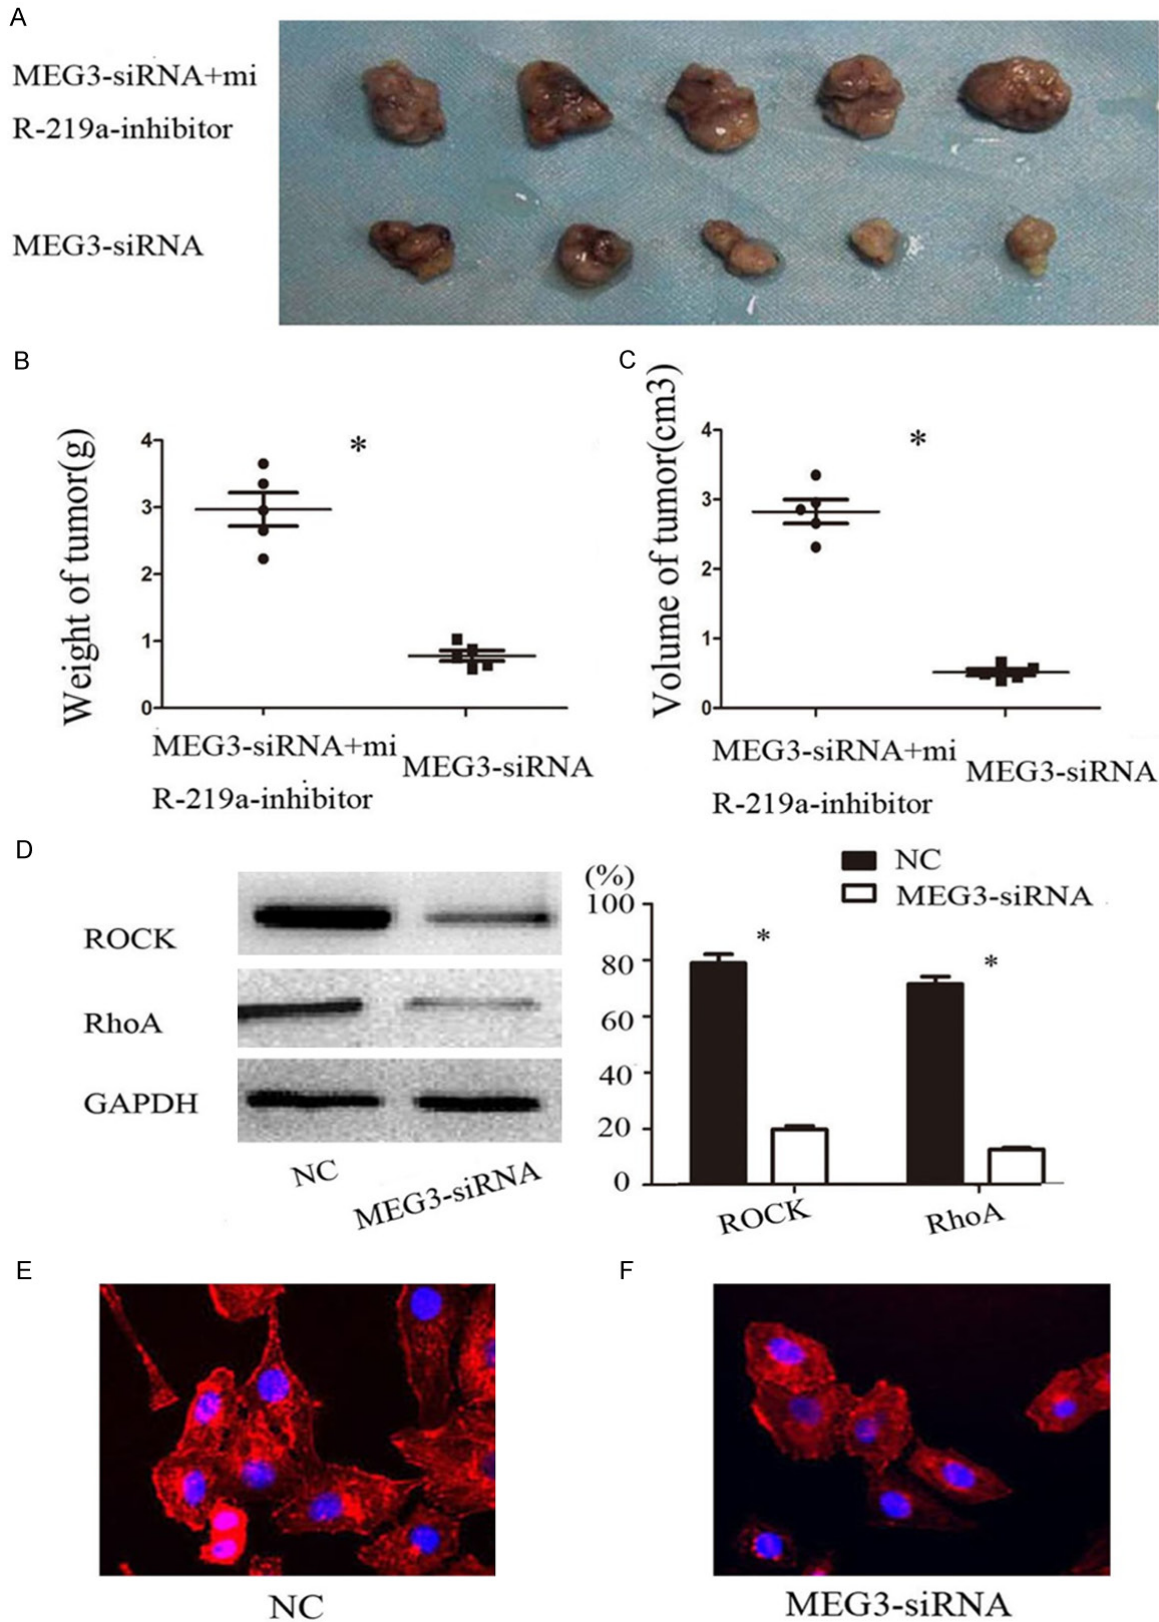 A
MEG3-siRNA+mi
R-219a-inhibitor
MEG3-siRNA
B
Weight of tumor(g)
4
3
2
1
0
*
MEG3-siRNA+mi
R-219a-inhibitor
MEG3-siRNA
C
Volume of tumor(cm3)
4
3
2
1
0
*
MEG3-siRNA+mi
R-219a-inhibitor
MEG3-siRNA
D
ROCK
RhoA
GAPDH
NC
MEG3-siRNA
(%)
100
80
60
40
20
0
NC
MEG3-siRNA
*
*
ROCK
RhoA
E
NC
F
MEG3-siRNA